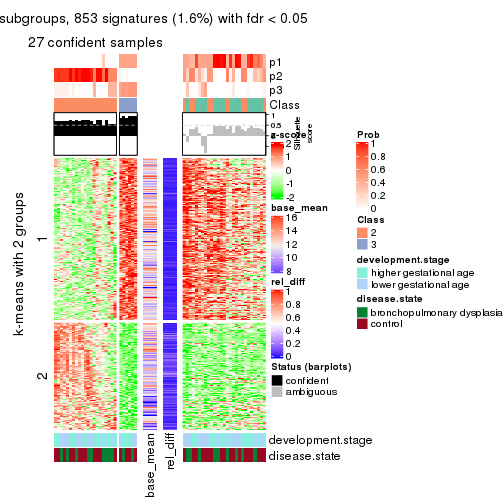 subgroups, 853 signatures (1.6%) with fdr < 0.05
27 confident samples
p1
p2
p3
Class
1
0.5
0
Silhouette
score
z-score
2
1
0
-1
-2
base_mean
16
14
12
10
8
rel_diff
1
0.8
0.6
0.4
0.2
0
Status (barplots)
confident
ambiguous
Prob
1
0.8
0.6
0.4
0.2
0
Class
2
3
development.stage
higher gestational age
lower gestational age
disease.state
bronchopulmonary dysplasia
control
k-means with 2 groups
1
2
development.stage
disease.state
base_mean
rel_diff